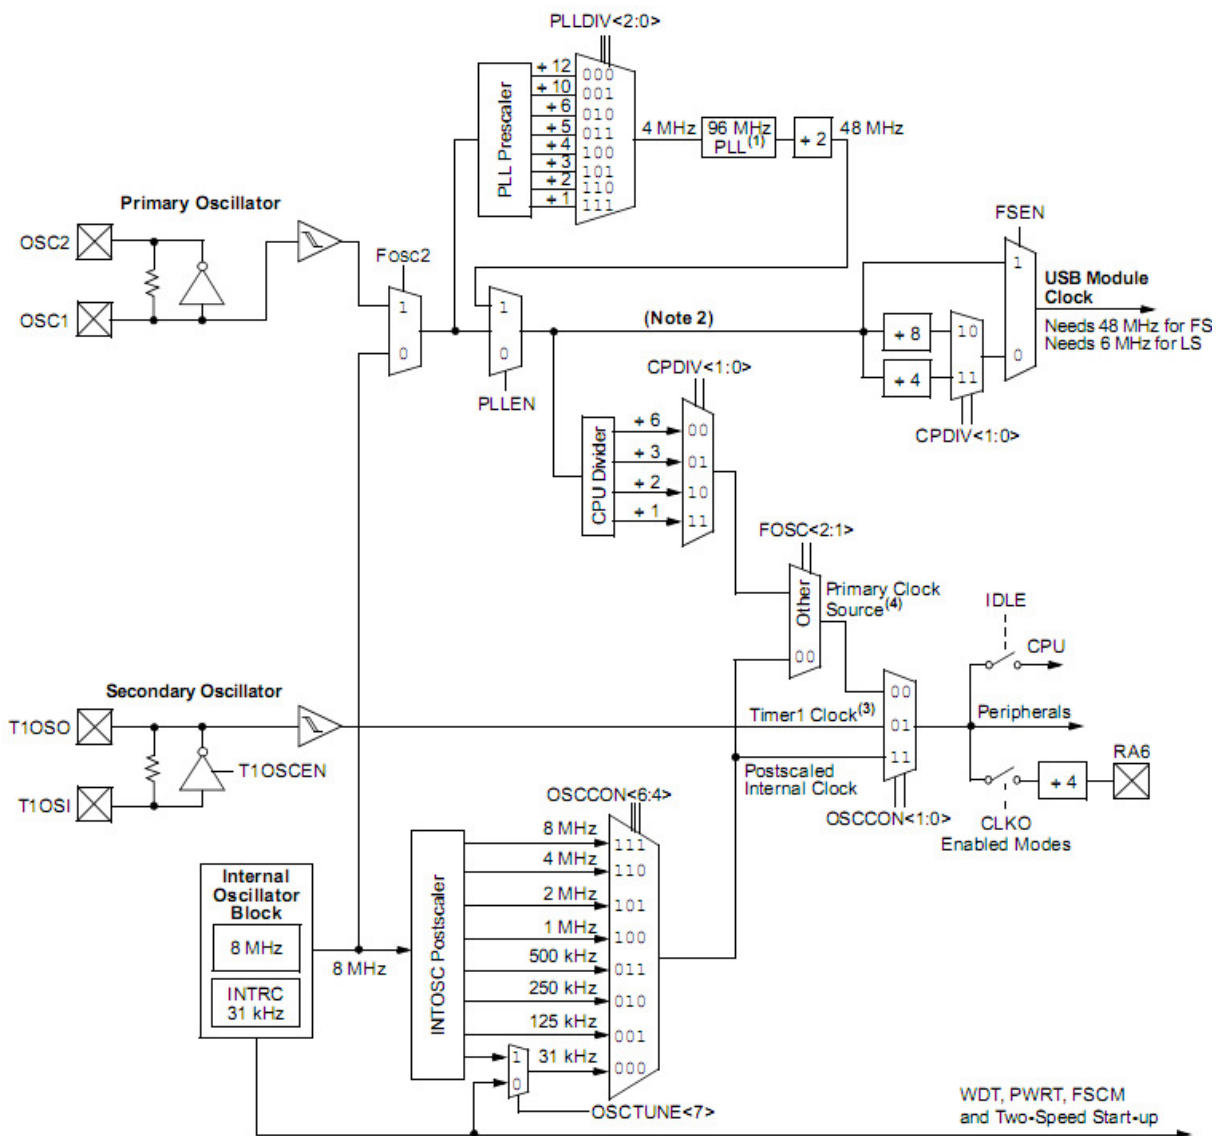 PLLDIV<2:0>
PLL Prescaler
÷ 12
÷ 10
÷ 6
÷ 5
÷ 4
÷ 3
÷ 2
÷ 1
000
001
010
011
100
101
110
111
4 MHz
96 MHz
PLL(1)
÷ 2
48 MHz
Primary Oscillator
OSC2
OSC1
Fosc2
1
0
1
0
PLLEN
(Note 2)
FSEN
1
0
USB Module
Clock
Needs 48 MHz for FS
Needs 6 MHz for LS
÷ 8
÷ 4
10
11
CPDIV<1:0>
CPDIV<1:0>
CPU Divider
÷ 6
÷ 3
÷ 2
÷ 1
00
01
10
11
FOSC<2:1>
Other
00
Primary Clock
Source(4)
IDLE
CPU
Secondary Oscillator
T1OSO
T1OSI
T1OSCEN
Timer1 Clock(3)
00
01
11
Peripherals
Postscaled
Internal Clock
OSCCON<1:0>
÷ 4
RA6
CLKO
Enabled Modes
OSCCON<6:4>
Internal
Oscillator
Block
8 MHz
INTRC
31 kHz
8 MHz
INTOSC Postscaler
8 MHz
4 MHz
2 MHz
1 MHz
500 kHz
250 kHz
125 kHz
31 kHz
111
110
101
100
011
010
001
000
1
0
OSCTUNE<7>
WDT, PWRT, FSCM
and Two-Speed Start-up